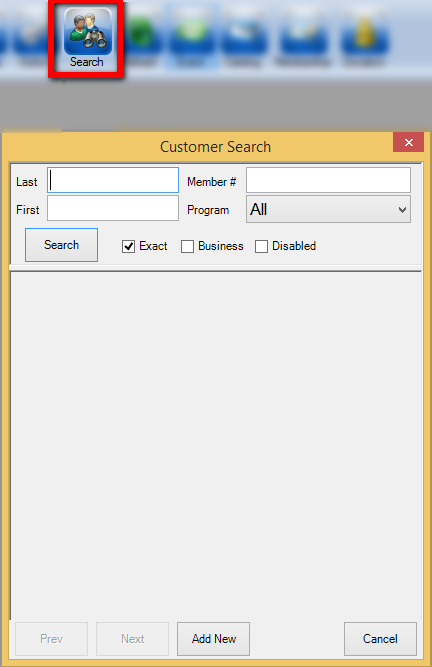 Search
Customer Search
Last Member #
First Program All
Search Exact Business Disabled
Prev Next Add New Cancel